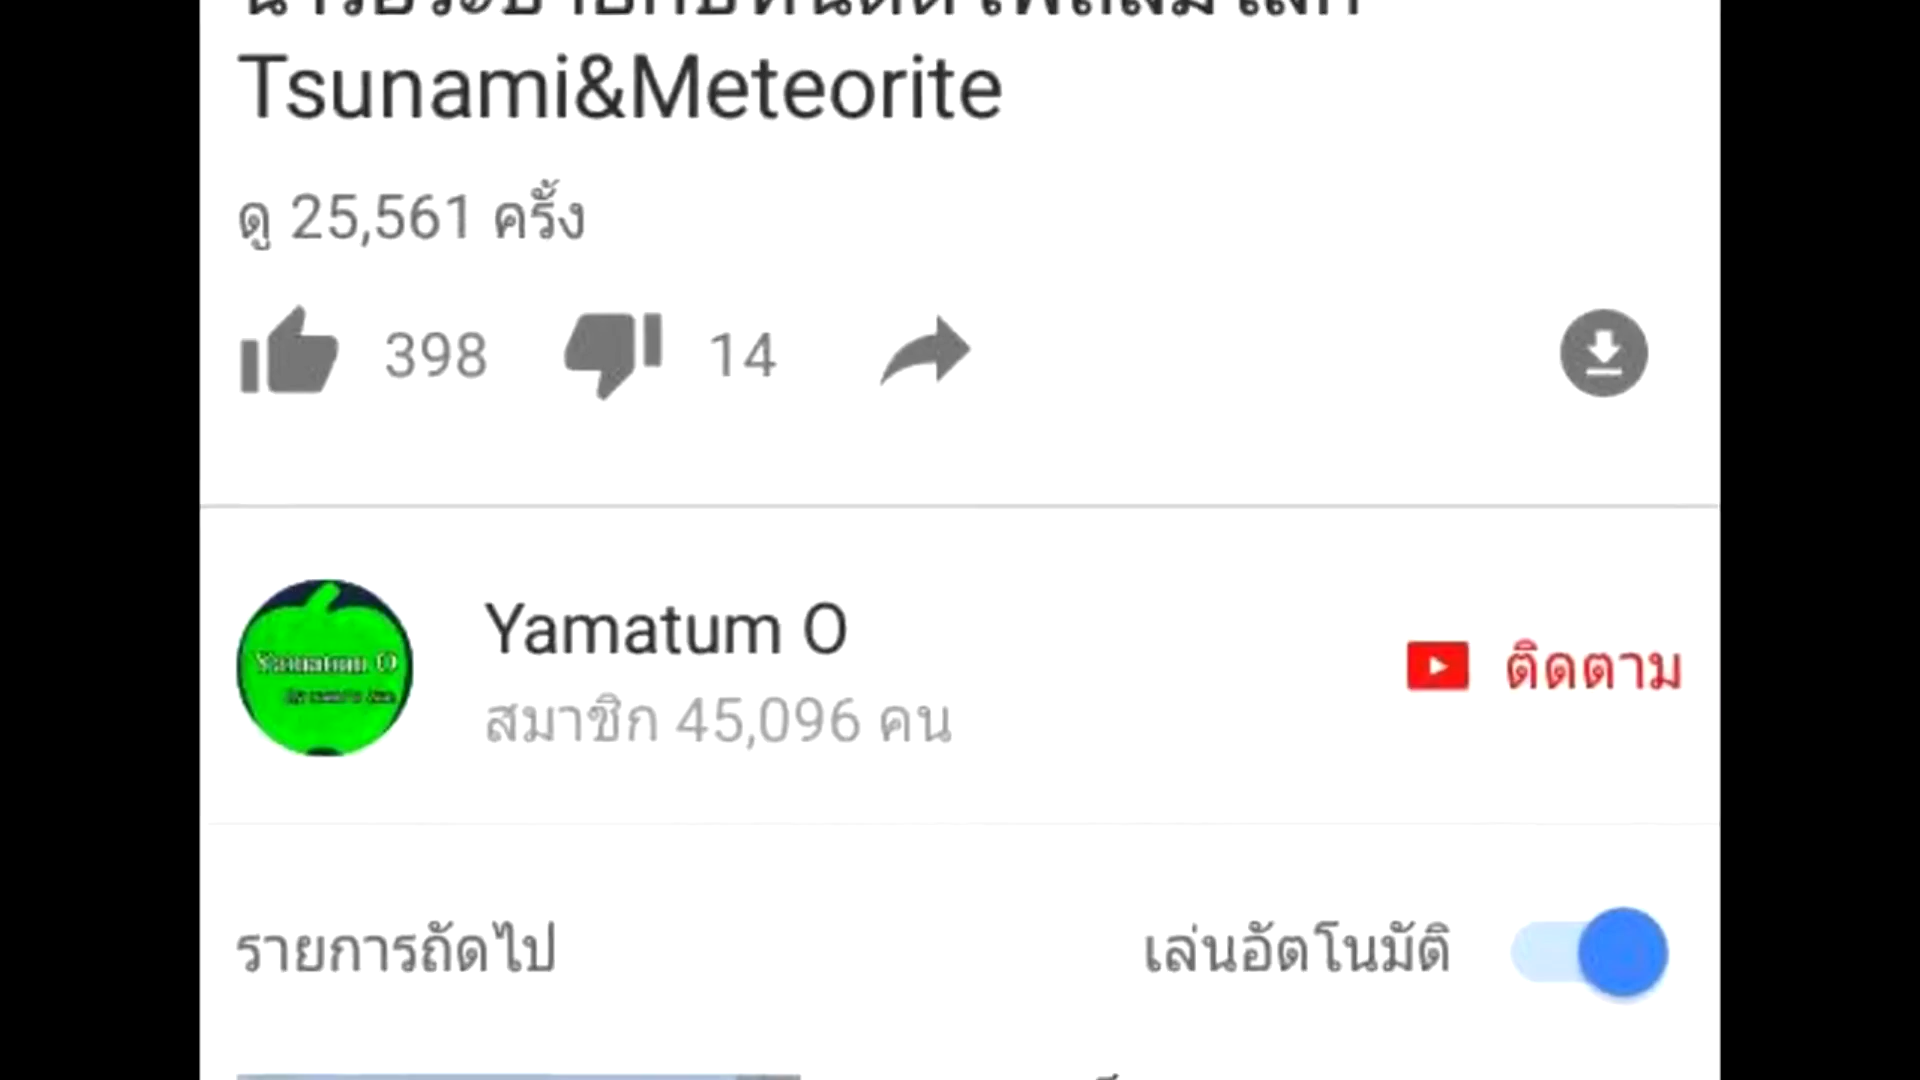 Tsunami&Meteorite
ดู 25,561 ครั้ง
398
14
Yamatum O
Yamatum O
สมาชิก 45,096 คน
ติดตาม
รายการถัดไป
เล่นอัตโนมัติ